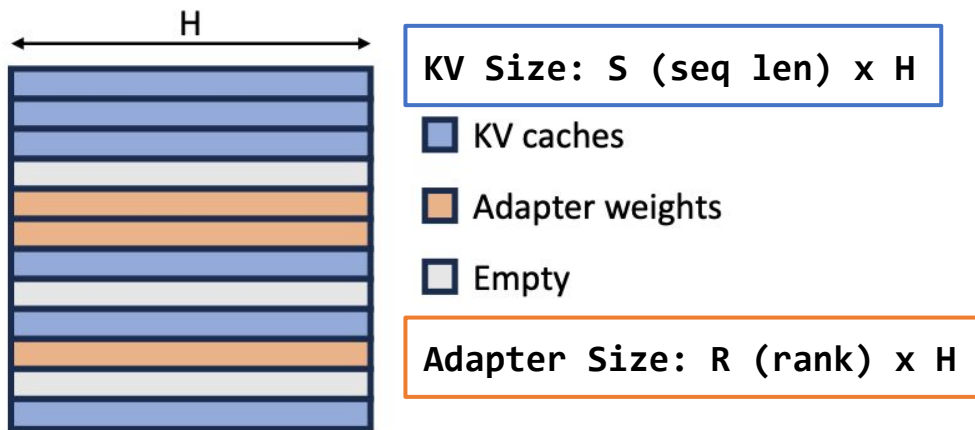 H
KV Size: S (seq len) x H
KV caches
Adapter weights
Empty
Adapter Size: R (rank) x H